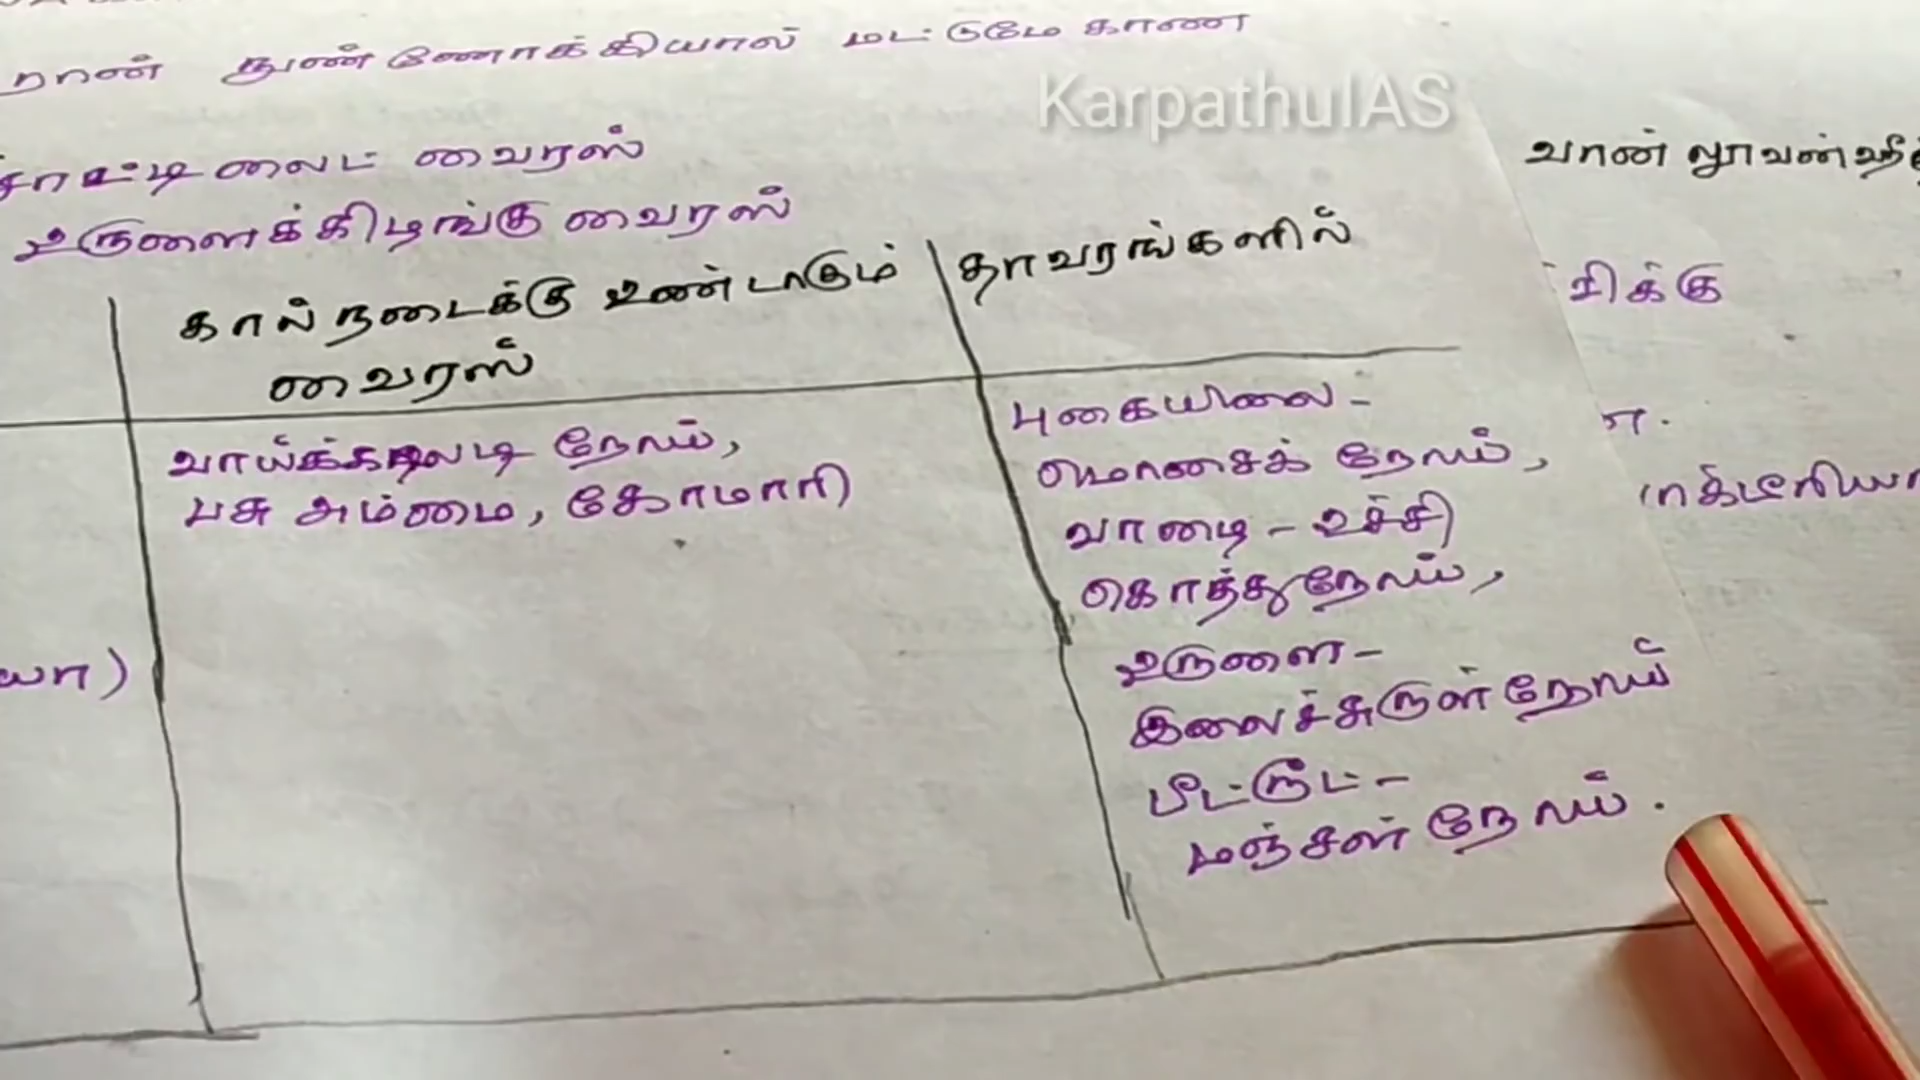 நுண்ணோக்கியால் மட்டுமே காண
KarpathuIAS
சாட்டிலைட் வைரஸ்
வான் லூவன்ஹீ
உருளைக்கிழங்கு வைரஸ்
கால்நடைக்கு உண்டாகும்
வைரஸ்
தாவரங்களில்
வாய்க்காலடி நோய்,
பசு அம்மை, கோமாரி)
புகையிலை -
மொசைக் நோய்,
வாழை - உச்சி
கொத்துநோய்,
உருளை -
இலைச்சுருள் நோய்
பீட்ரூட் -
மஞ்சள் நோய்.
யா)